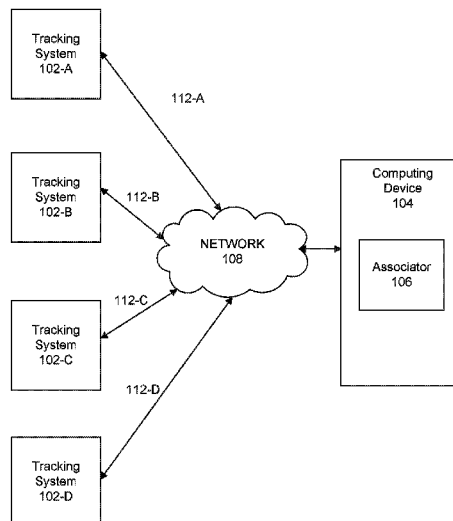 Tracking
System
102-A
112-A
Tracking
System
102-B
112-B
NETWORK
108
Computing
Device
104
Associator
106
112-C
Tracking
System
102-C
112-D
Tracking
System
102-D